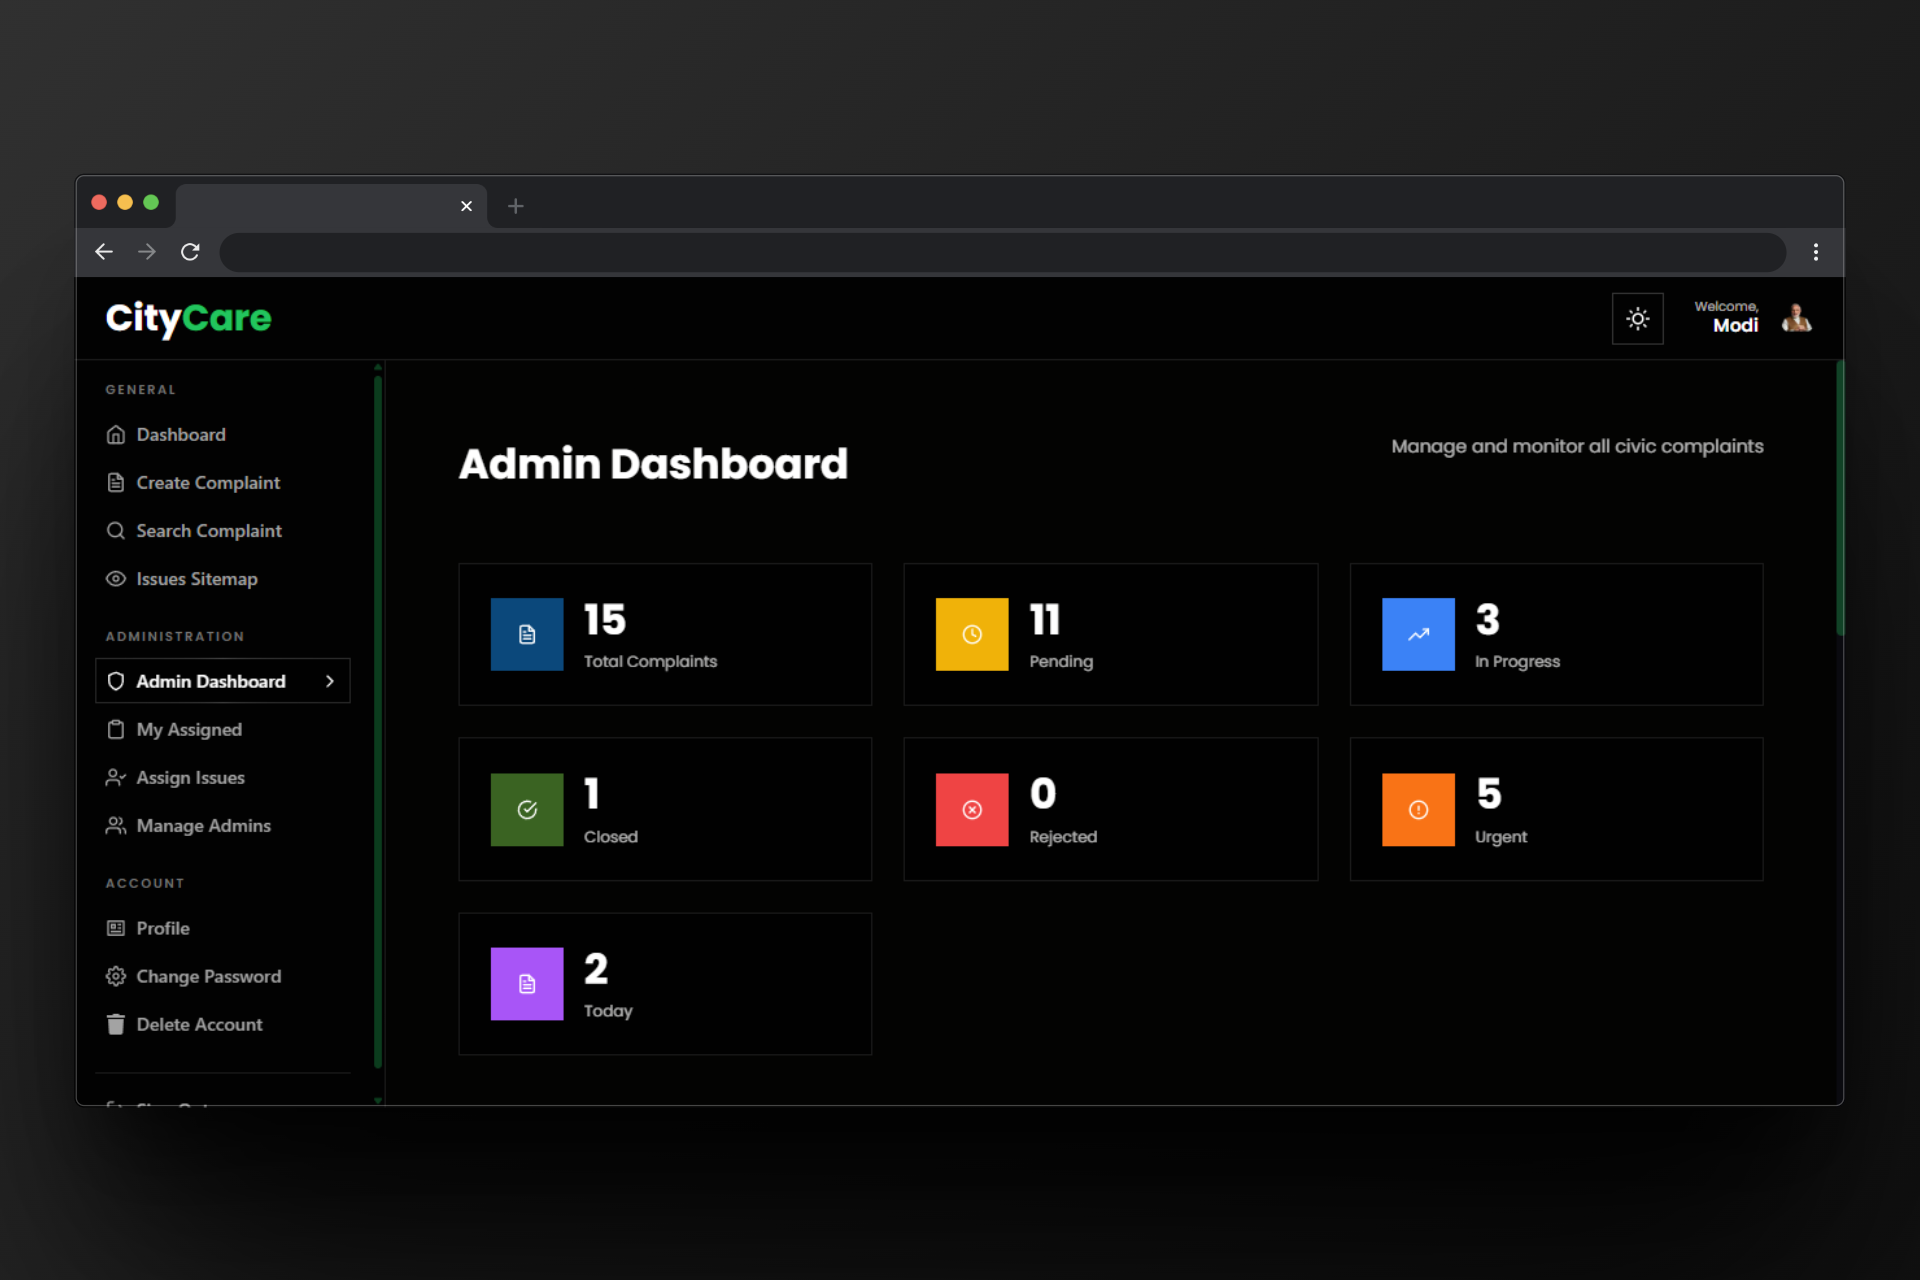 CityCare
Welcome,
Modi
GENERAL
Dashboard
Create Complaint
Search Complaint
Issues Sitemap
ADMINISTRATION
Admin Dashboard
My Assigned
Assign Issues
Manage Admins
ACCOUNT
Profile
Change Password
Delete Account
Admin Dashboard
Manage and monitor all civic complaints
15
Total Complaints
11
Pending
3
In Progress
1
Closed
0
Rejected
5
Urgent
2
Today